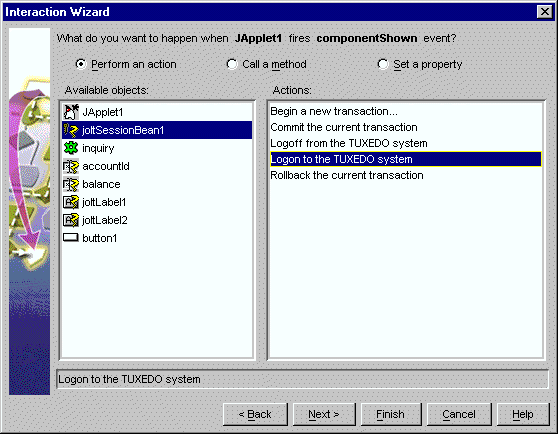 Interaction Wizard
What do you want to happen when JApplet1 fires componentShown event?
Perform an action Call a method Set a property
Available objects: Actions:
JApplet1
joltSessionBean1
inquiry
accountId
balance
joltLabel1
joltLabel2
button1
Begin a new transaction...
Commit the current transaction
Logoff from the TUXEDO system
Logon to the TUXEDO system
Rollback the current transaction
Logon to the TUXEDO system
< Back Next > Finish Cancel Help